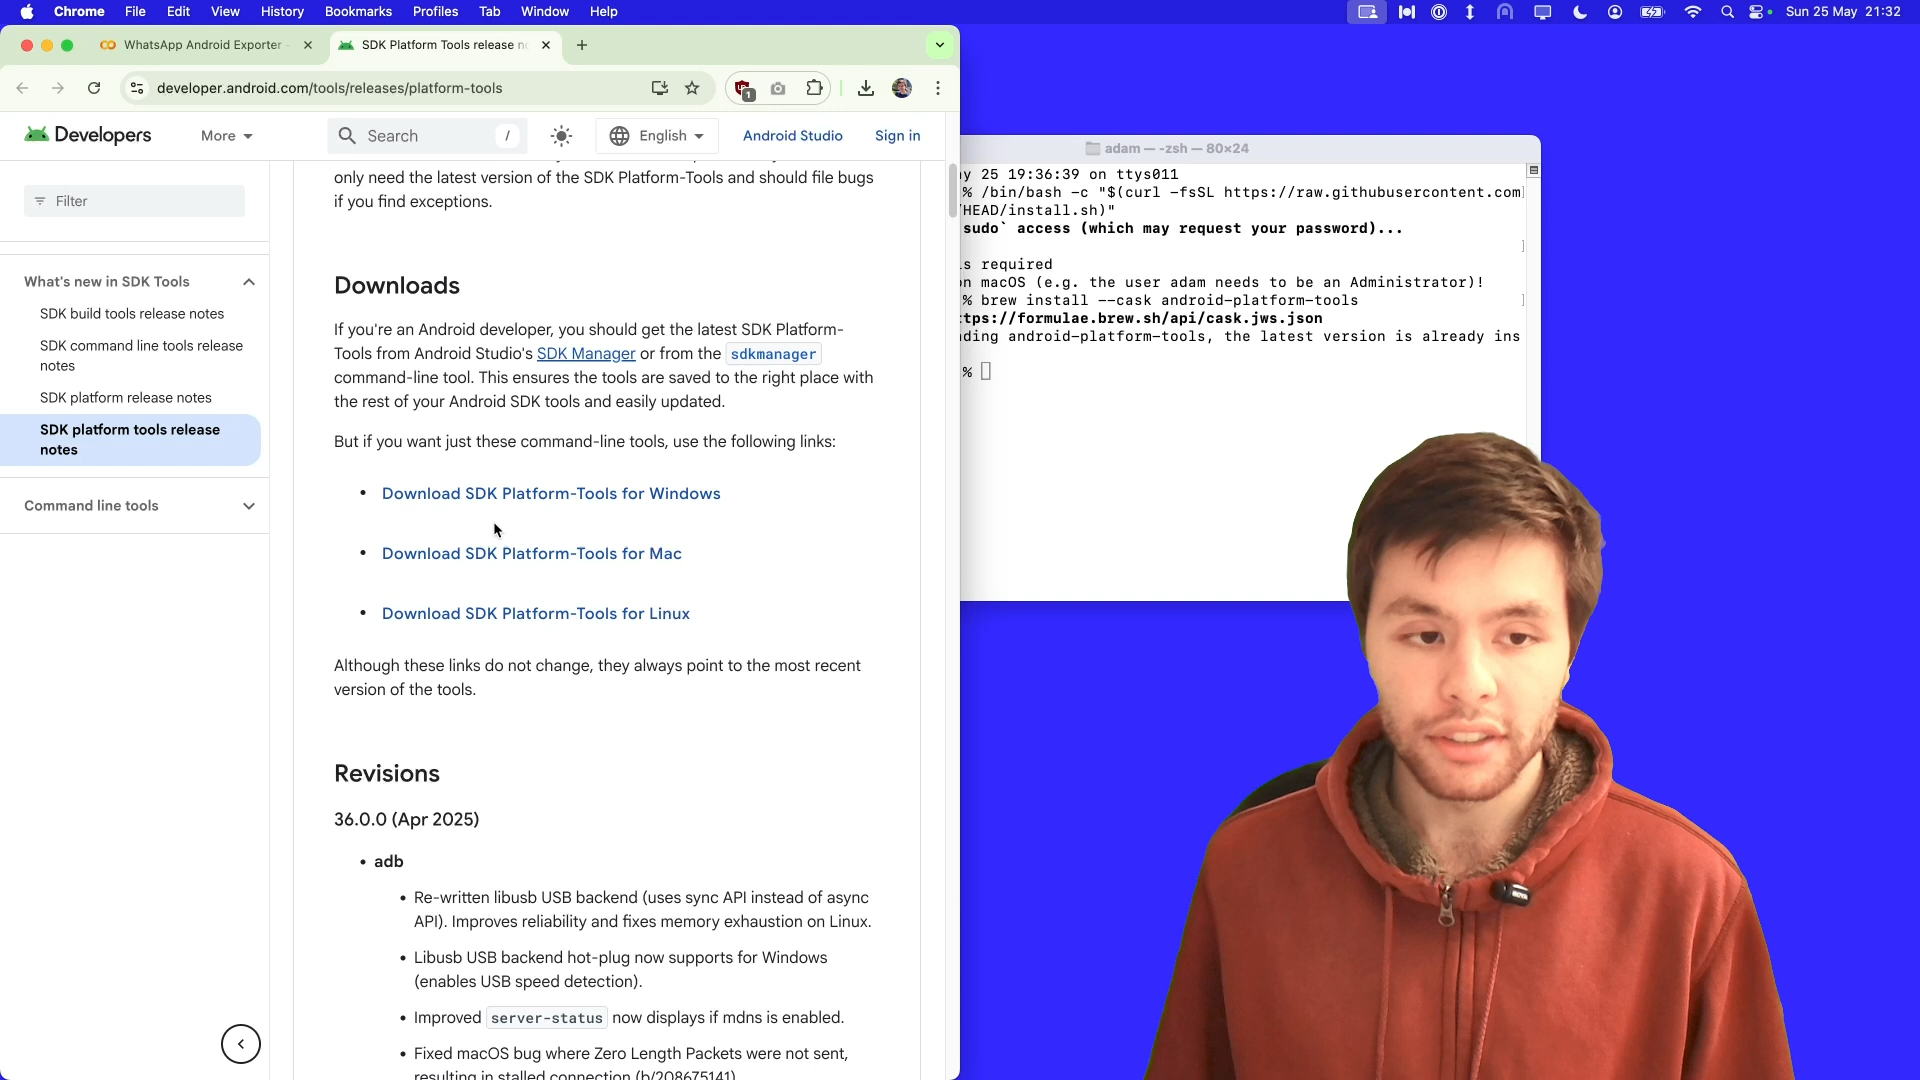 Chrome File Edit View History Bookmarks Profiles Tab Window Help
Sun 25 May 21:32
WhatsApp Android Exporter
SDK Platform Tools release
developer.android.com/tools/releases/platform-tools
1
Developers
More
Search /
English
Android Studio
Sign in
Filter
What's new in SDK Tools
SDK build tools release notes
SDK command line tools release
notes
SDK platform release notes
SDK platform tools release
notes
Command line tools
only need the latest version of the SDK Platform-Tools and should file bugs
if you find exceptions.
Downloads
If you're an Android developer, you should get the latest SDK Platform-
Tools from Android Studio's SDK Manager or from the sdkmanager
command-line tool. This ensures the tools are saved to the right place with
the rest of your Android SDK tools and easily updated.
But if you want just these command-line tools, use the following links:
• Download SDK Platform-Tools for Windows
• Download SDK Platform-Tools for Mac
• Download SDK Platform-Tools for Linux
Although these links do not change, they always point to the most recent
version of the tools.
Revisions
36.0.0 (Apr 2025)
• adb
• Re-written libusb USB backend (uses sync API instead of async
API). Improves reliability and fixes memory exhaustion on Linux.
• Libusb USB backend hot-plug now supports for Windows
(enables USB speed detection).
• Improved server-status now displays if mdns is enabled.
• Fixed macOS bug where Zero Length Packets were not sent,
resulting in stalled connection (b/208675141)
adam — -zsh — 80×24
ay 25 19:36:39 on ttys011
% /bin/bash -c "$(curl -fsSL https://raw.githubusercontent.com
/HEAD/install.sh)"
sudo` access (which may request your password)...
is required
on macOS (e.g. the user adam needs to be an Administrator)!
% brew install --cask android-platform-tools
ttps://formulae.brew.sh/api/cask.jws.json
ding android-platform-tools, the latest version is already ins
%
BOYA